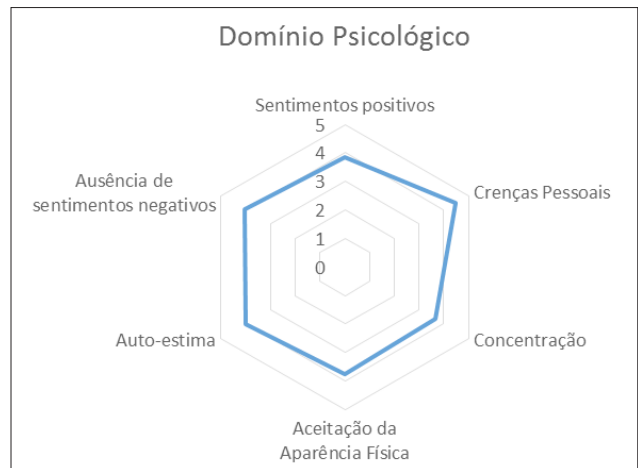 Domínio Psicológico
Sentimentos positivos
5
4
3
2
1
0
Crenças Pessoais
Concentração
Aceitação da
Aparência Física
Auto-estima
Ausência de
sentimentos negativos